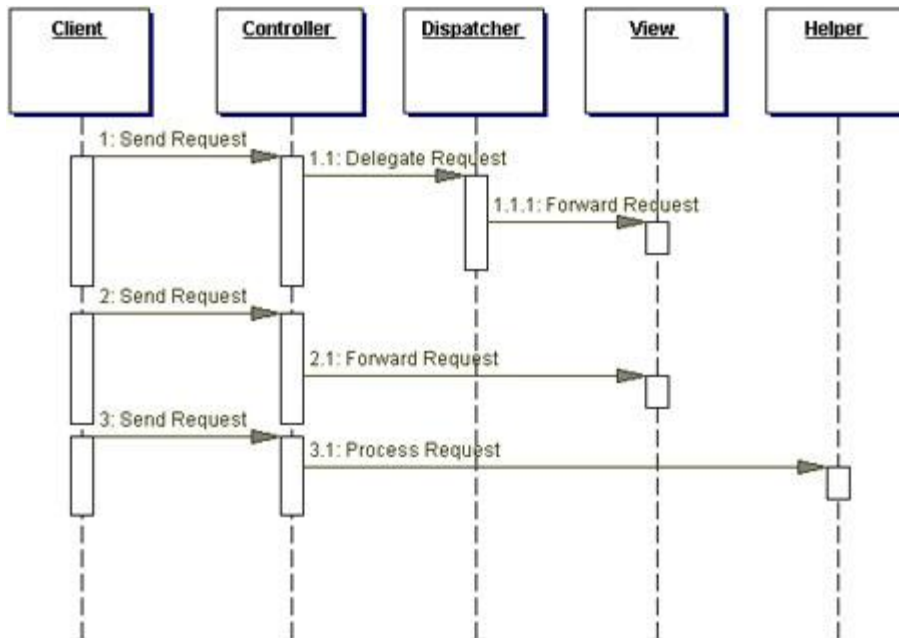 Client
Controller
Dispatcher
View
Helper
1: Send Request
1.1: Delegate Request
1.1.1: Forward Request
2: Send Request
2.1: Forward Request
3: Send Request
3.1: Process Request